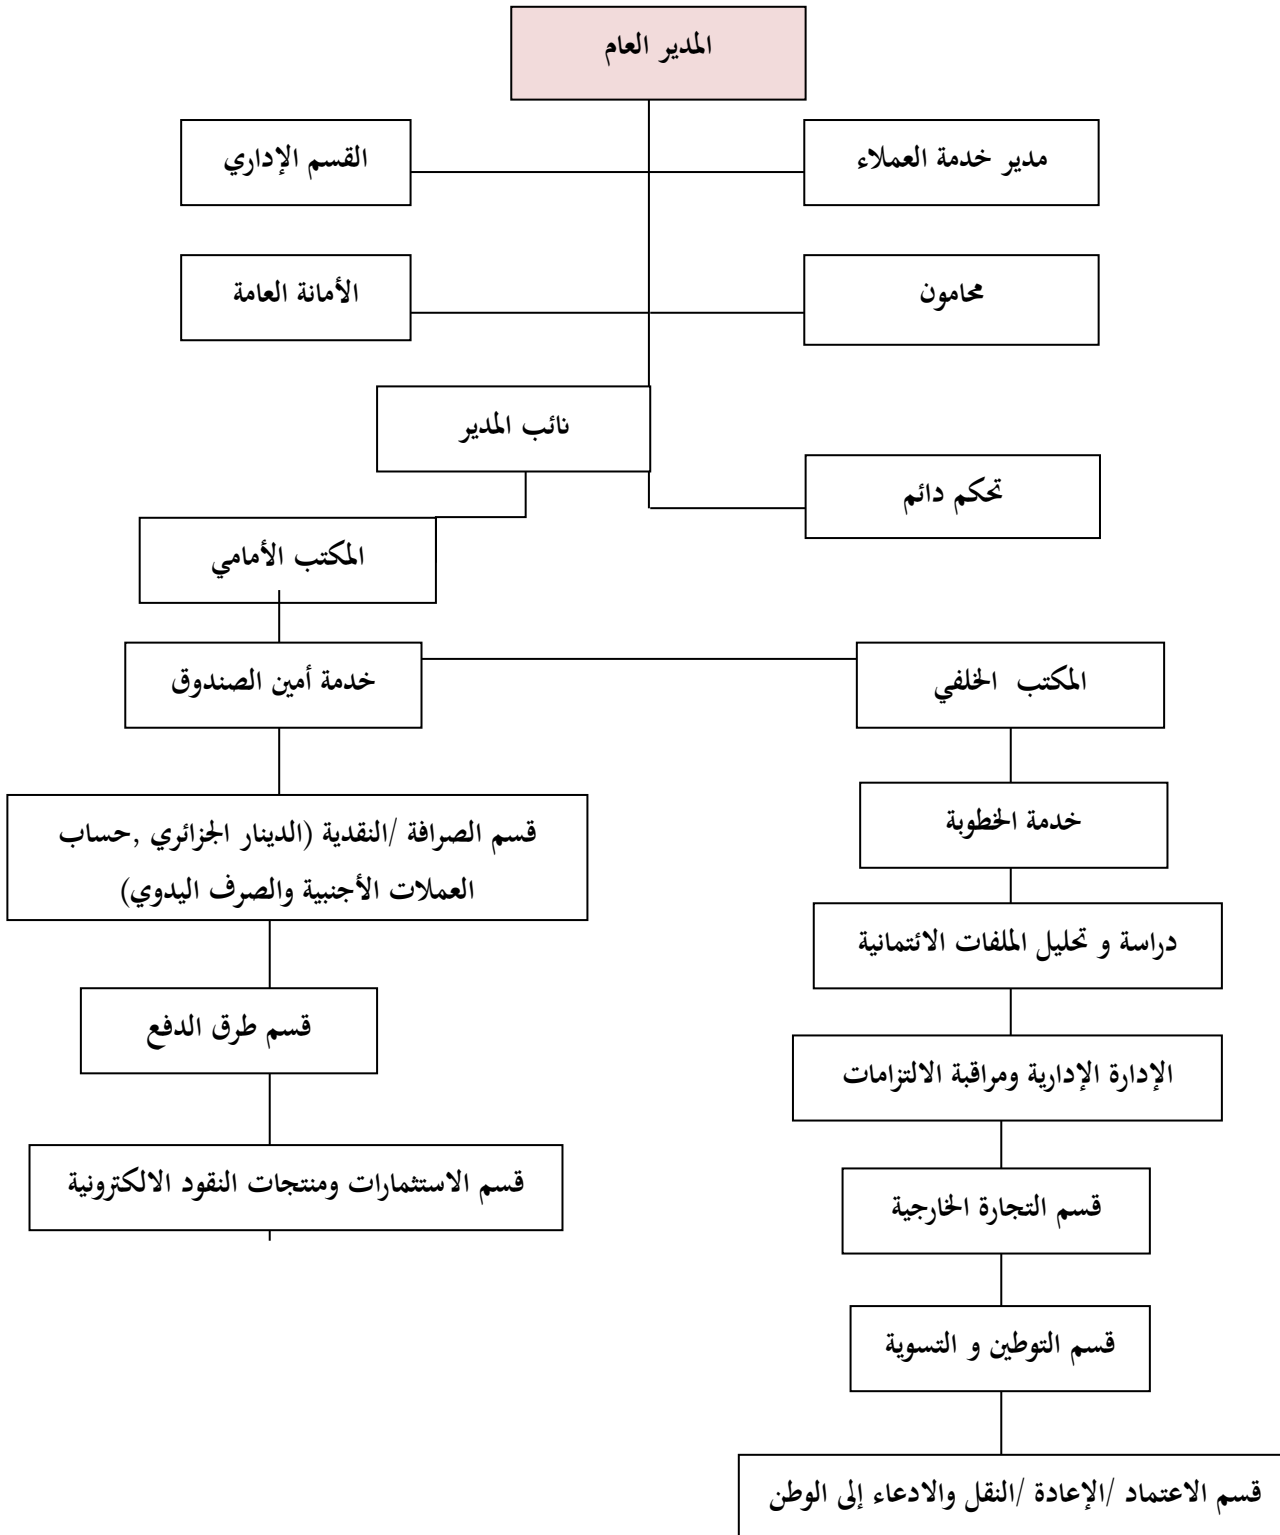 المدير العام
مدير خدمة العملاء
القسم الإداري
محامون
الأمانة العامة
نائب المدير
تحكم دائم
المكتب الأمامي
المكتب الخلفي
خدمة أمين الصندوق
خدمة الخطوبة
قسم الصرافة /النقدية (الدينار الجزائري ,حساب
العملات الأجنبية والصرف اليدوي)
دراسة و تحليل الملفات الائتمانية
قسم طرق الدفع
الإدارة الإدارية ومراقبة الالتزامات
قسم الاستثمارات ومنتجات النقود الالكترونية
قسم التجارة الخارجية
قسم التوطين و التسوية
قسم الاعتماد /الإعادة /النقل والادعاء إلى الوطن